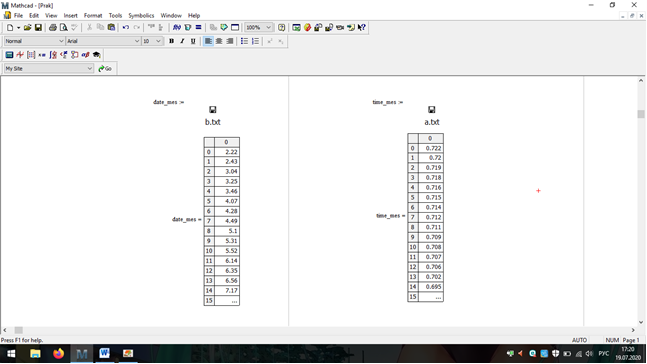 Mathcad - [Prak]
File Edit View Insert Format Tools Symbolics Window Help
100%
Normal Arial 10 B I U
My Site Go
date_mes := time_mes :=
b.txt a.txt
0 0
0 2.22 0 0.722
1 2.43 1 0.72
2 3.04 2 0.719
3 3.25 3 0.718
4 3.46 4 0.716
5 4.07 5 0.715
6 4.28 6 0.714
date_mes = 7 4.49 time_mes = 7 0.712
8 5.1 8 0.711
9 5.31 9 0.709
10 5.52 10 0.708
11 6.14 11 0.707
12 6.35 12 0.706
13 6.56 13 0.702
14 7.17 14 0.695
15 ... 15 ...
Press F1 for help. AUTO NUM Page 1
РУС 17:20
19.07.2020